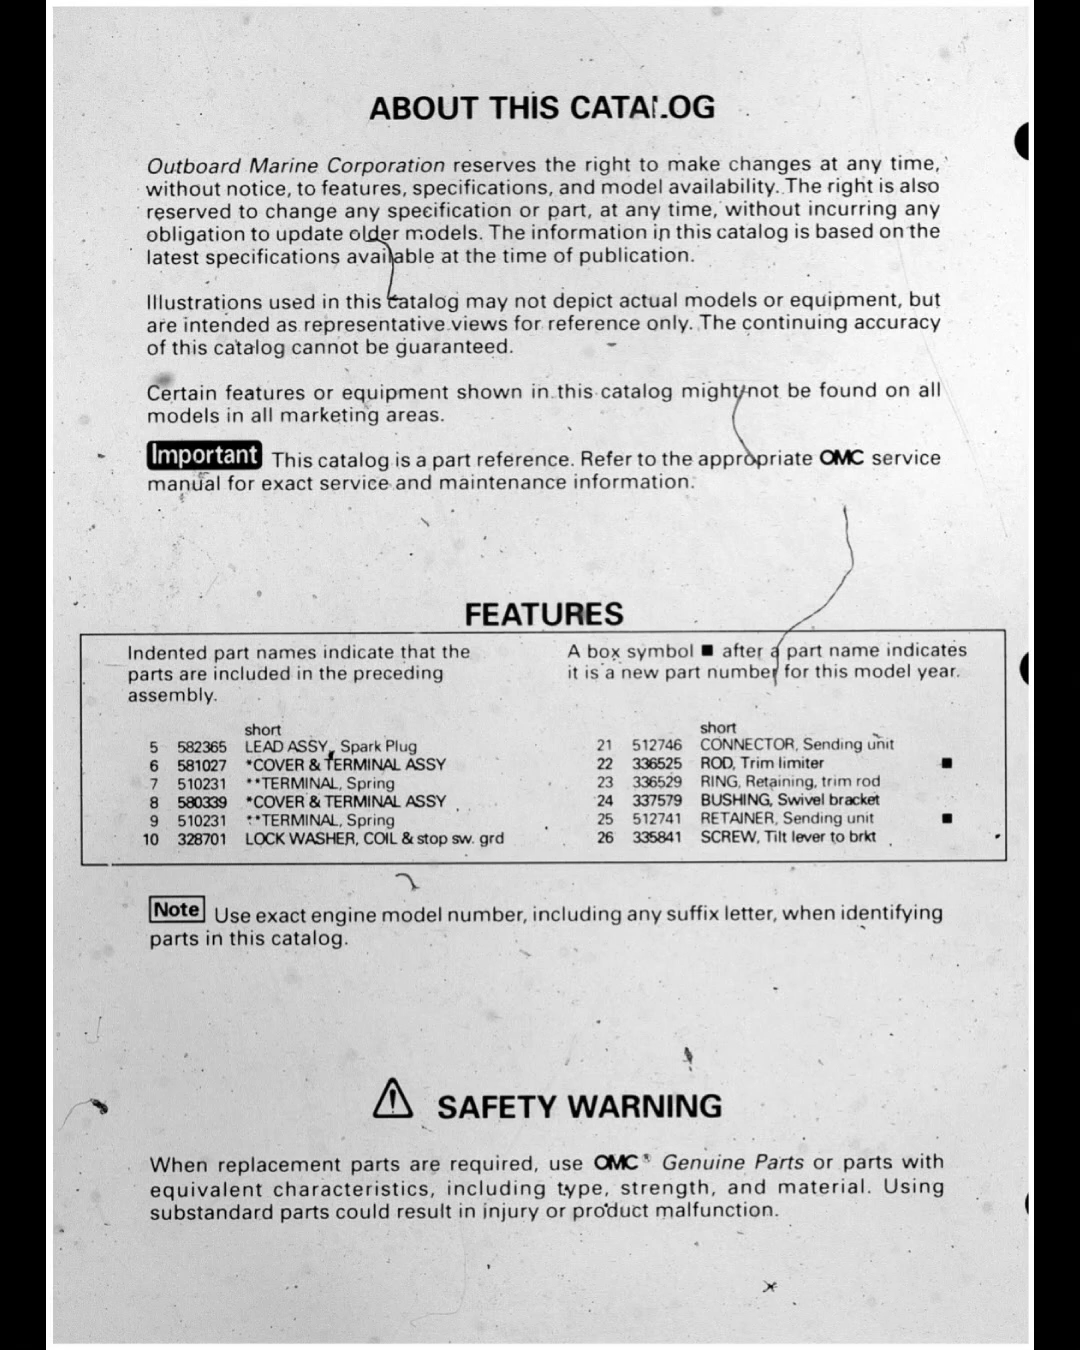 ABOUT THIS CATALOG
Outboard Marine Corporation reserves the right to make changes at any time,
without notice, to features, specifications, and model availability. The right is also
reserved to change any specification or part, at any time, without incurring any
obligation to update older models. The information in this catalog is based on the
latest specifications available at the time of publication.
Illustrations used in this catalog may not depict actual models or equipment, but
are intended as representative views for reference only. The continuing accuracy
of this catalog cannot be guaranteed.
Certain features or equipment shown in this catalog might not be found on all
models in all marketing areas.
Important This catalog is a part reference. Refer to the appropriate OMC service
manual for exact service and maintenance information.
FEATURES
Indented part names indicate that the
parts are included in the preceding
assembly.
short
5 582365 LEAD ASSY, Spark Plug
6 581027 *COVER & TERMINAL ASSY
7 510231 **TERMINAL, Spring
8 580339 *COVER & TERMINAL ASSY
9 510231 **TERMINAL, Spring
10 328701 LOCK WASHER, COIL & stop sw. grd
A box symbol ■ after a part name indicates
it is a new part number for this model year.
short
21 512746 CONNECTOR, Sending unit
22 336525 ROD, Trim limiter ■
23 336529 RING, Retaining, trim rod
24 337579 BUSHING, Swivel bracket
25 512741 RETAINER, Sending unit ■
26 335841 SCREW, Tilt lever to brkt
Note Use exact engine model number, including any suffix letter, when identifying
parts in this catalog.
⚠ SAFETY WARNING
When replacement parts are required, use OMC® Genuine Parts or parts with
equivalent characteristics, including type, strength, and material. Using
substandard parts could result in injury or product malfunction.